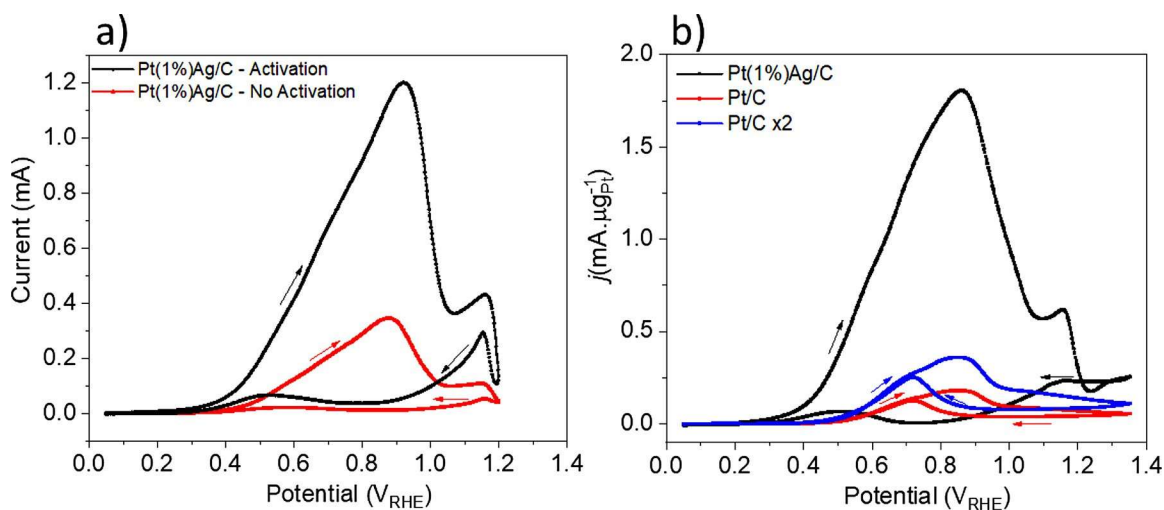 a)
Pt(1%)Ag/C - Activation
Pt(1%)Ag/C - No Activation
Current (mA)
1.2
1.0
0.8
0.6
0.4
0.2
0.0
0.0 0.2 0.4 0.6 0.8 1.0 1.2 1.4
Potential (V_RHE)
b)
Pt(1%)Ag/C
Pt/C
Pt/C x2
j(mA.μg⁻¹_Pt)
2.0
1.5
1.0
0.5
0.0
0.0 0.2 0.4 0.6 0.8 1.0 1.2 1.4
Potential (V_RHE)